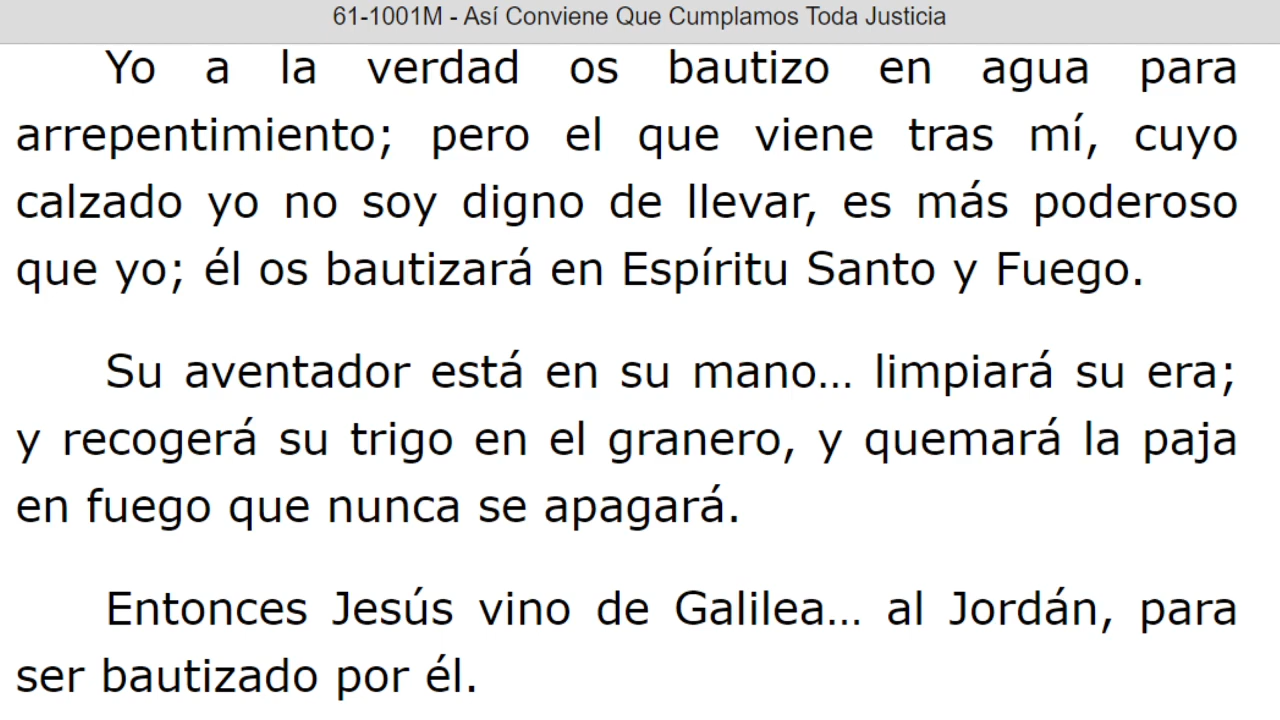 61-1001M - Así Conviene Que Cumplamos Toda Justicia
Yo a la verdad os bautizo en agua para
arrepentimiento; pero el que viene tras mí, cuyo
calzado yo no soy digno de llevar, es más poderoso
que yo; él os bautizará en Espíritu Santo y Fuego.
Su aventador está en su mano... limpiará su era;
y recogerá su trigo en el granero, y quemará la paja
en fuego que nunca se apagará.
Entonces Jesús vino de Galilea... al Jordán, para
ser bautizado por él.